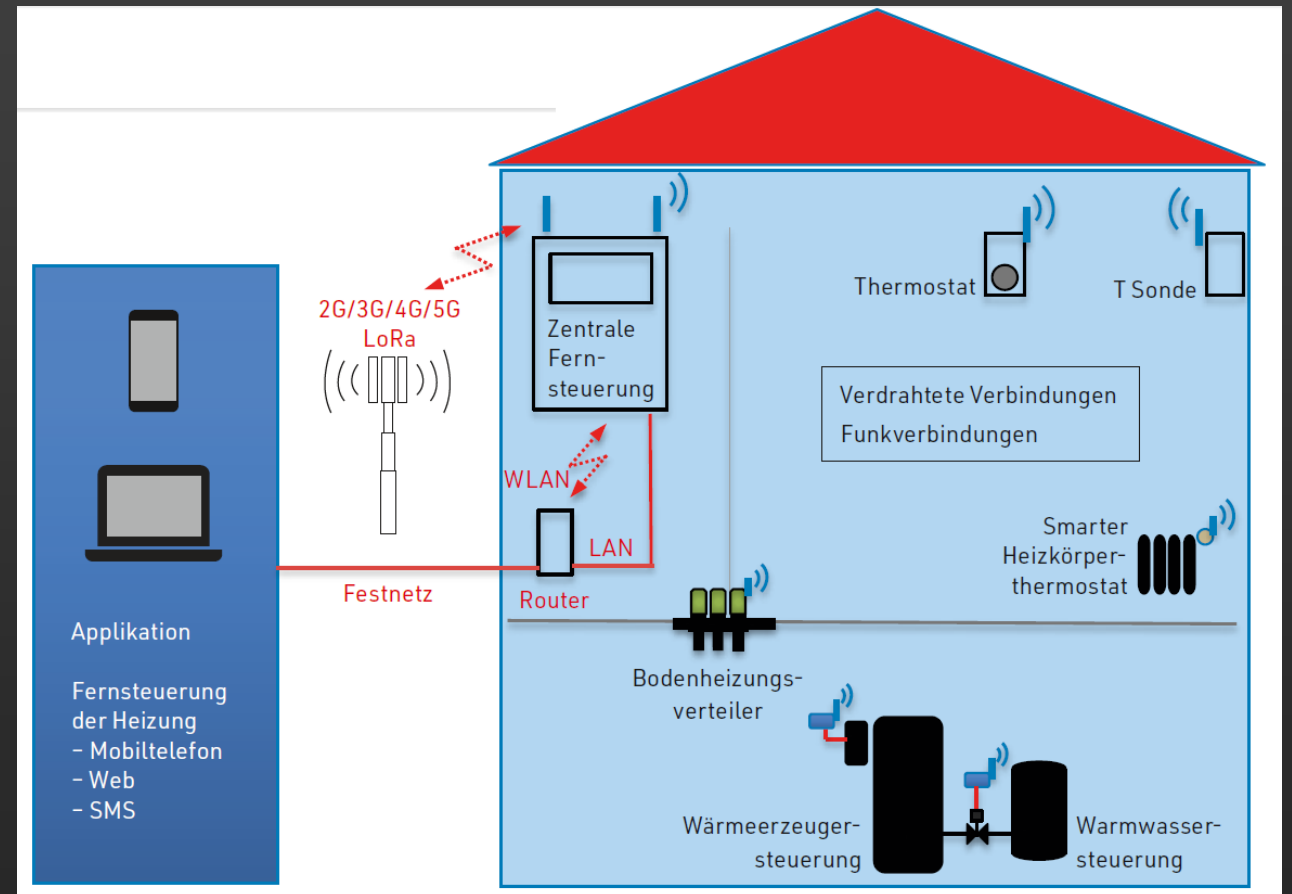 2G/3G/4G/5G
LoRa
Zentrale
Fern-
steuerung
Thermostat
T Sonde
Verdrahtete Verbindungen
Funkverbindungen
WLAN
LAN
Router
Festnetz
Smarter
Heizkörper-
thermostat
Applikation
Fernsteuerung
der Heizung
– Mobiltelefon
– Web
– SMS
Bodenheizungs-
verteiler
Wärmeerzeuger-
steuerung
Warmwasser-
steuerung